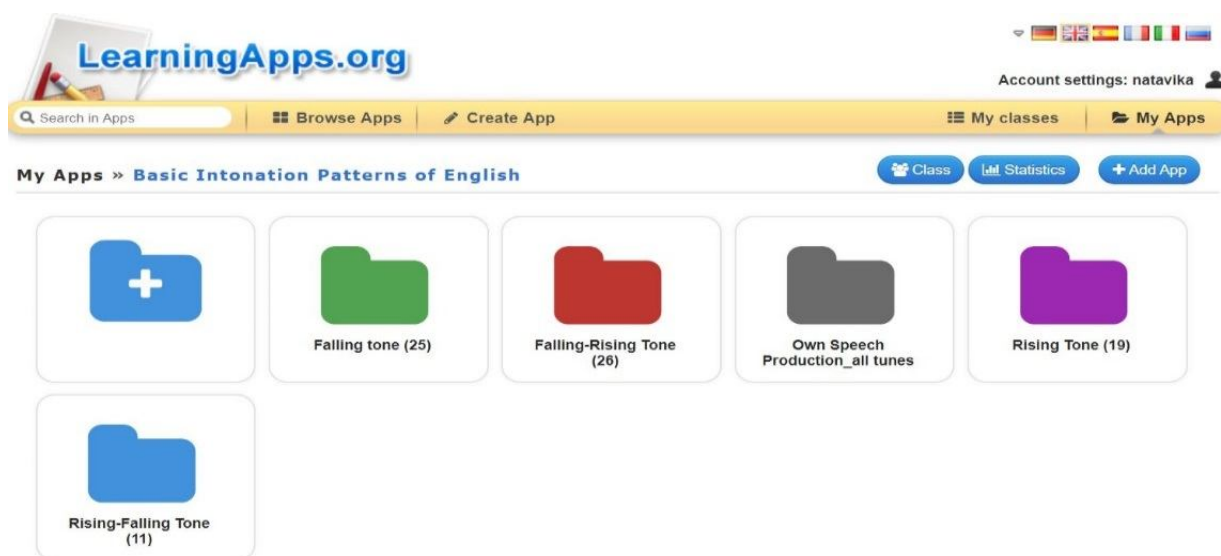 LearningApps.org
Account settings: natavika
Search in Apps
Browse Apps
Create App
My classes
My Apps
My Apps » Basic Intonation Patterns of English
Class
Statistics
+ Add App
Falling tone (25)
Falling-Rising Tone
(26)
Own Speech
Production_all tunes
Rising Tone (19)
Rising-Falling Tone
(11)